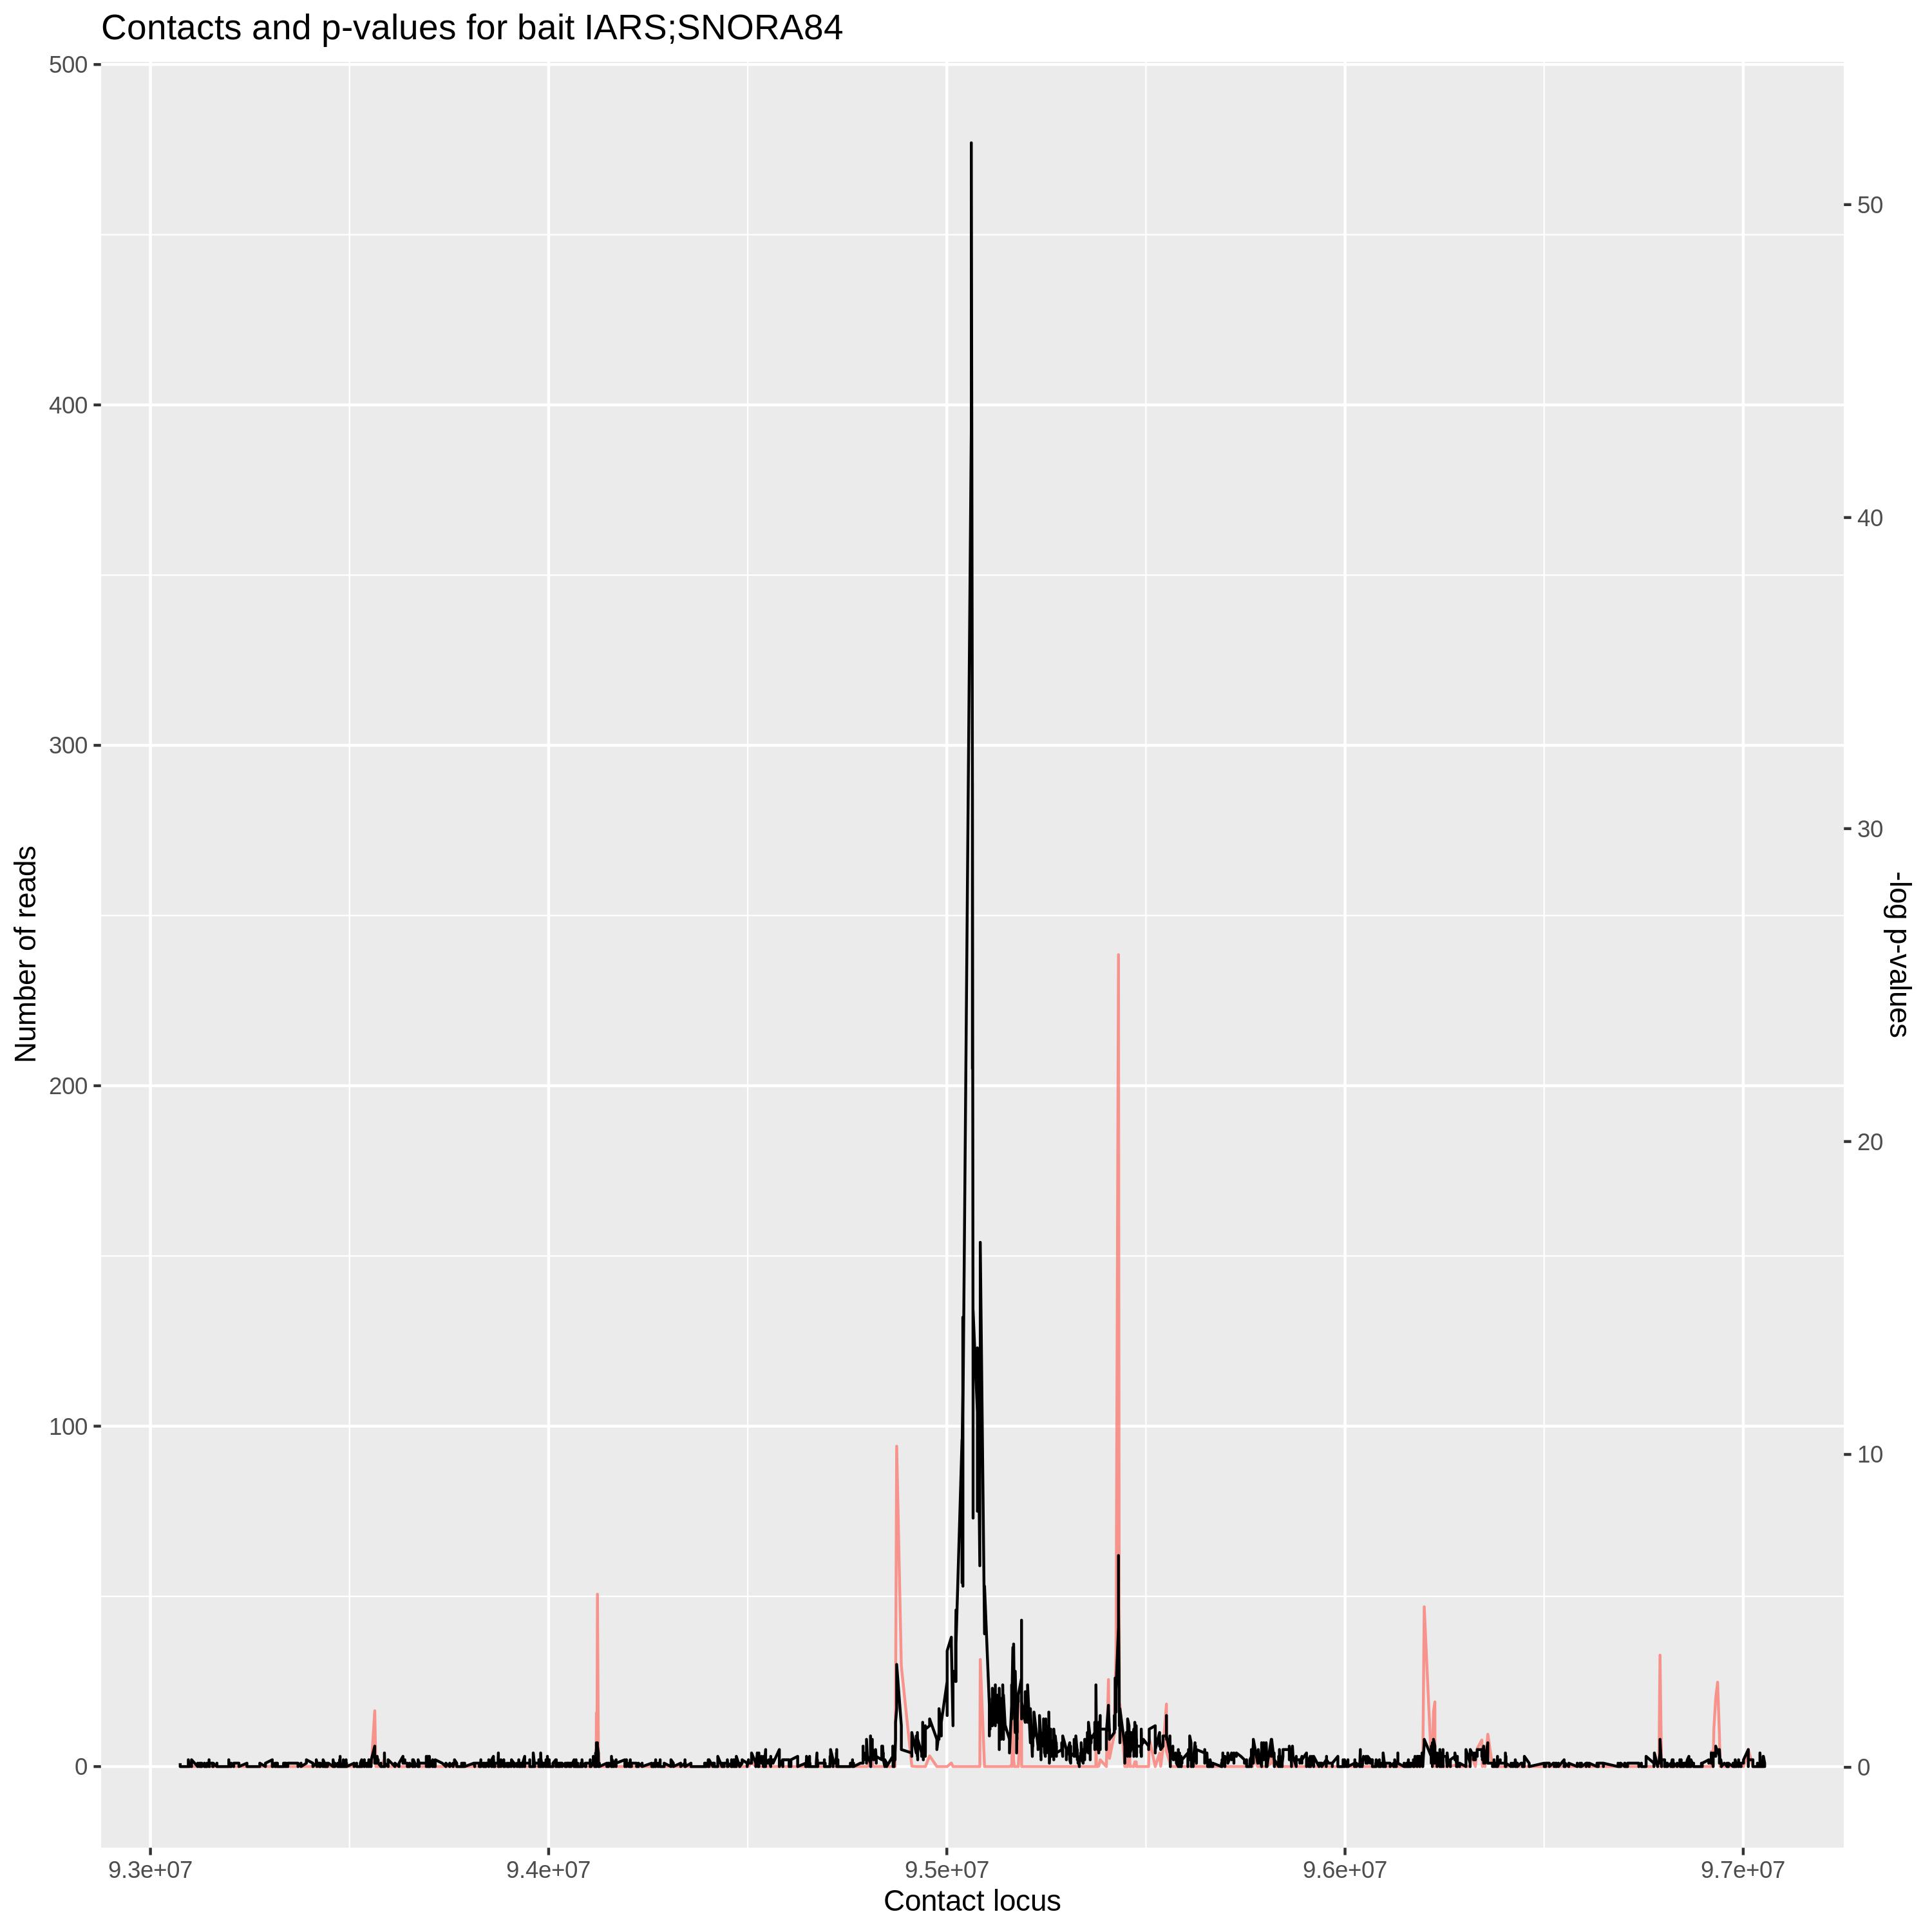 Contacts and p-values for bait IARS;SNORA84
500
400
300
200
100
0
Number of reads
50
40
30
20
10
0
-log p-values
9.3e+07
9.4e+07
9.5e+07
9.6e+07
9.7e+07
Contact locus